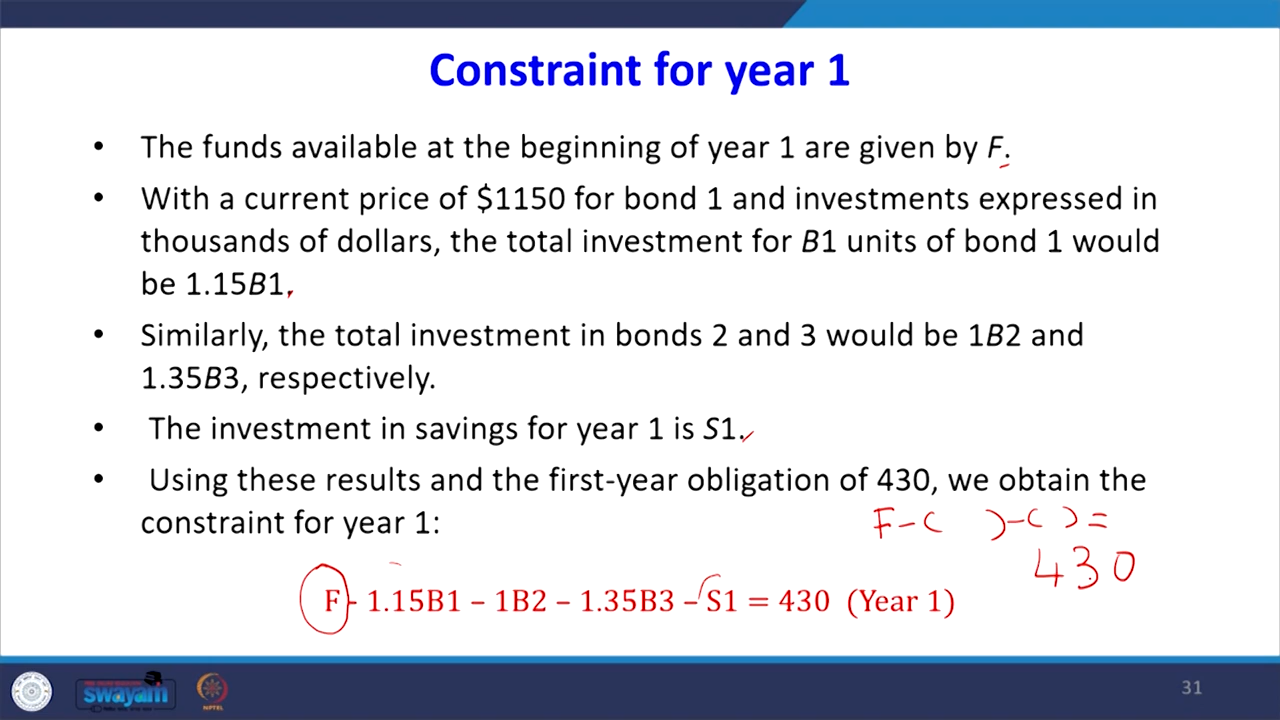 Constraint for year 1
• The funds available at the beginning of year 1 are given by F.
• With a current price of $1150 for bond 1 and investments expressed in
thousands of dollars, the total investment for B1 units of bond 1 would
be 1.15B1,
• Similarly, the total investment in bonds 2 and 3 would be 1B2 and
1.35B3, respectively.
• The investment in savings for year 1 is S1.
• Using these results and the first-year obligation of 430, we obtain the
constraint for year 1:
F - ( ) - ( ) =
430
F - 1.15B1 – 1B2 – 1.35B3 – S1 = 430 (Year 1)
swayam
NPTEL
31